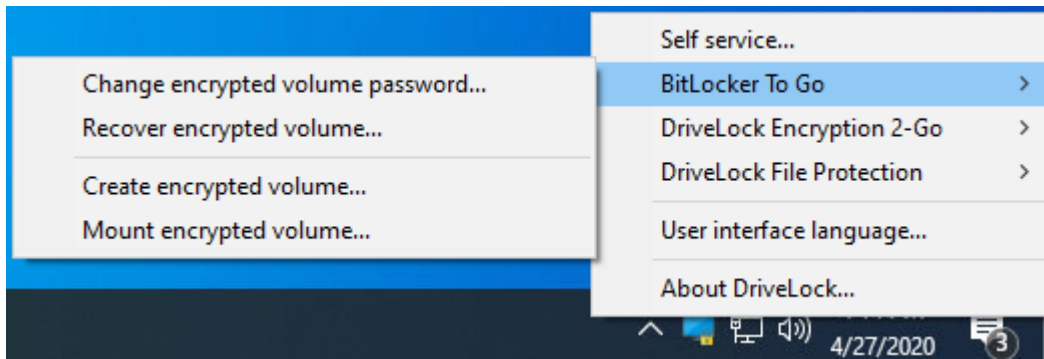 Self service...
BitLocker To Go
DriveLock Encryption 2-Go
DriveLock File Protection
User interface language...
About DriveLock...
Change encrypted volume password...
Recover encrypted volume...
Create encrypted volume...
Mount encrypted volume...
4/27/2020
3